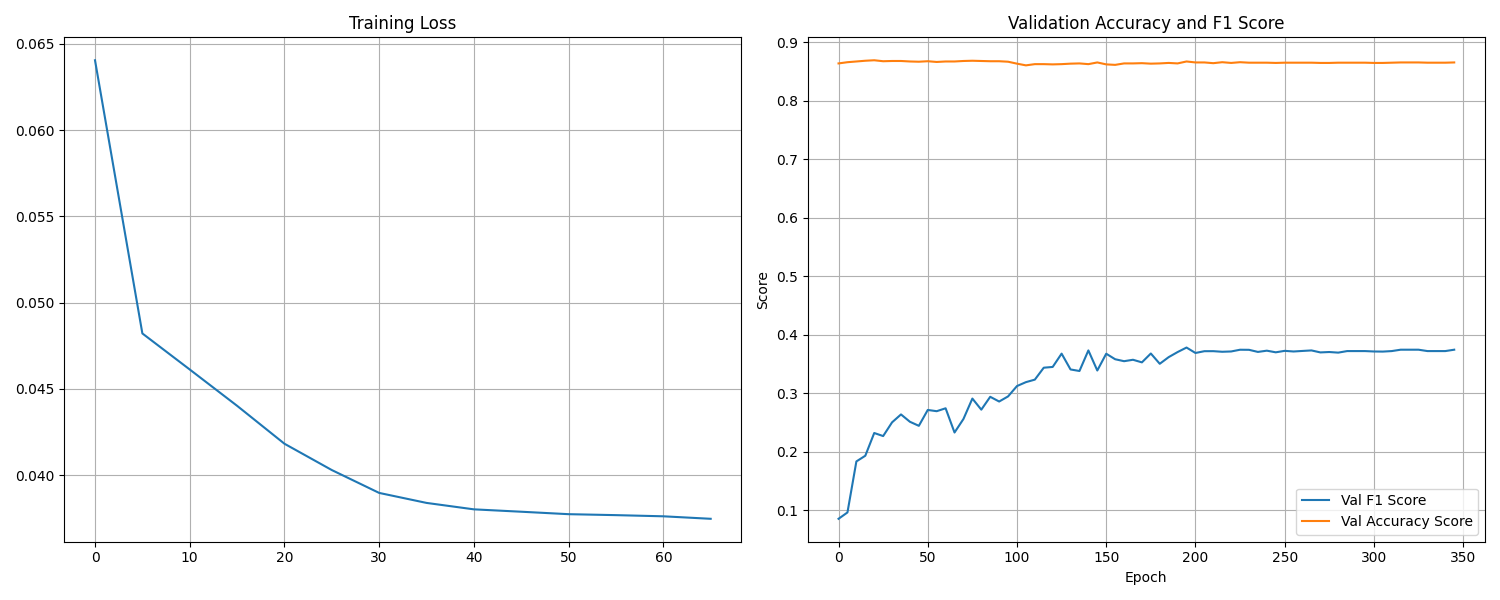 Training Loss
0.065
0.060
0.055
0.050
0.045
0.040
0 10 20 30 40 50 60
Validation Accuracy and F1 Score
Score
0.9
0.8
0.7
0.6
0.5
0.4
0.3
0.2
0.1
Val F1 Score
Val Accuracy Score
0 50 100 150 200 250 300 350
Epoch